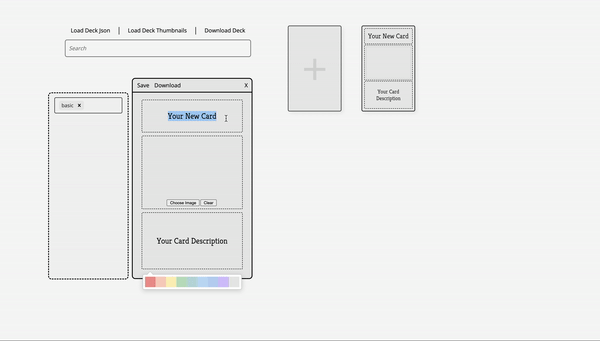 Load Deck Json | Load Deck Thumbnails | Download Deck
Search
Save Download X
basic ×
Your New Card
Choose Image Clear
Your Card Description
+
Your New Card
Your Card
Description